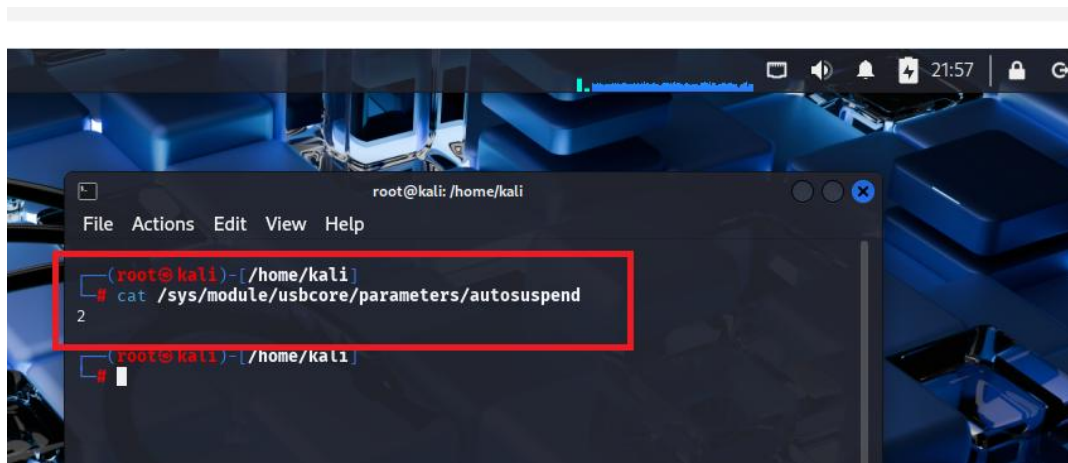 21:57
root@kali: /home/kali
File Actions Edit View Help
┌──(root㉿kali)-[/home/kali]
└─# cat /sys/module/usbcore/parameters/autosuspend
2
┌──(root㉿kali)-[/home/kali]
└─#